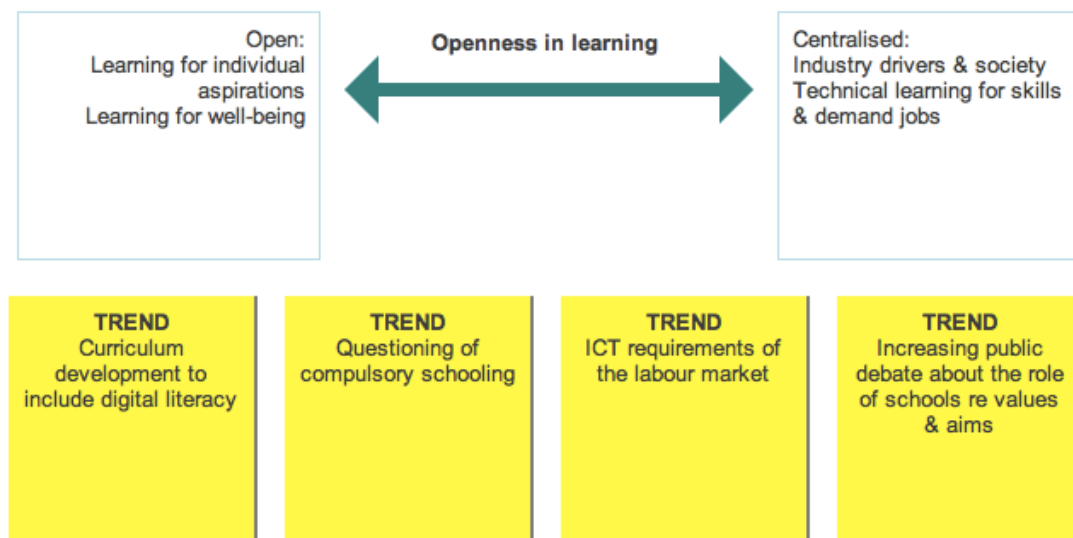 Open:
Learning for individual
aspirations
Learning for well-being
Openness in learning
Centralised:
Industry drivers & society
Technical learning for skills
& demand jobs
TREND
Curriculum
development to
include digital literacy
TREND
Questioning of
compulsory schooling
TREND
ICT requirements of
the labour market
TREND
Increasing public
debate about the role
of schools re values
& aims